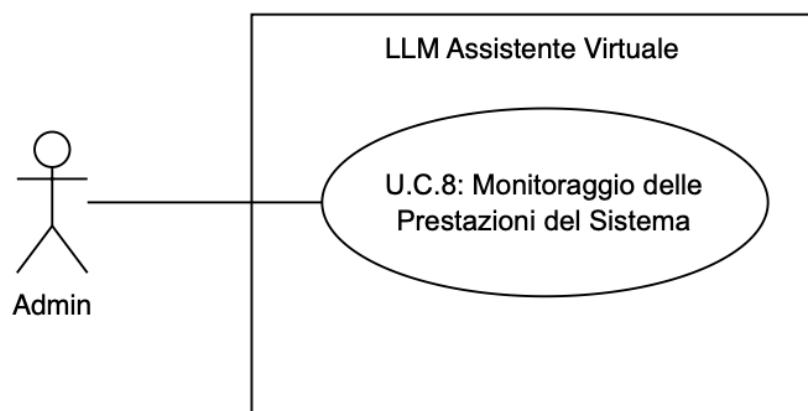 LLM Assistente Virtuale
U.C.8: Monitoraggio delle
Prestazioni del Sistema
Admin